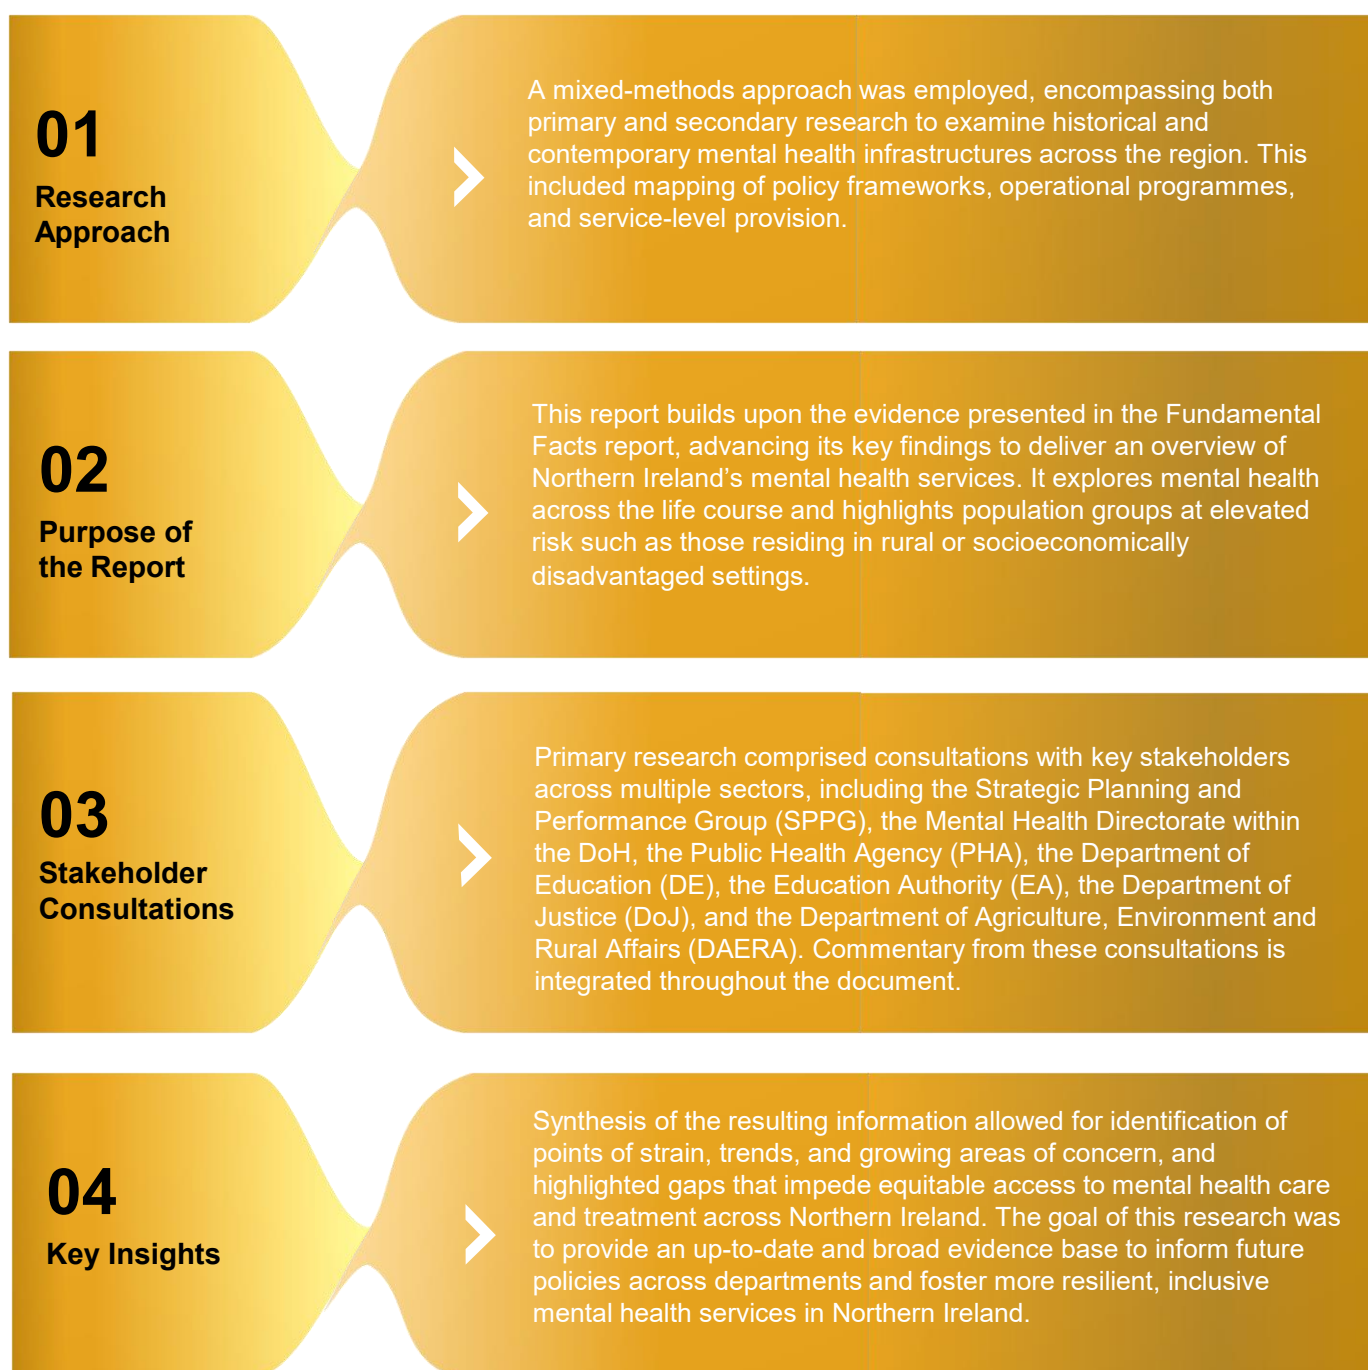 01
Research
Approach
A mixed-methods approach was employed, encompassing both
primary and secondary research to examine historical and
contemporary mental health infrastructures across the region. This
included mapping of policy frameworks, operational programmes,
and service-level provision.
02
Purpose of
the Report
This report builds upon the evidence presented in the Fundamental
Facts report, advancing its key findings to deliver an overview of
Northern Ireland’s mental health services. It explores mental health
across the life course and highlights population groups at elevated
risk such as those residing in rural or socioeconomically
disadvantaged settings.
03
Stakeholder
Consultations
Primary research comprised consultations with key stakeholders
across multiple sectors, including the Strategic Planning and
Performance Group (SPPG), the Mental Health Directorate within
the DoH, the Public Health Agency (PHA), the Department of
Education (DE), the Education Authority (EA), the Department of
Justice (DoJ), and the Department of Agriculture, Environment and
Rural Affairs (DAERA). Commentary from these consultations is
integrated throughout the document.
04
Key Insights
Synthesis of the resulting information allowed for identification of
points of strain, trends, and growing areas of concern, and
highlighted gaps that impede equitable access to mental health care
and treatment across Northern Ireland. The goal of this research was
to provide an up-to-date and broad evidence base to inform future
policies across departments and foster more resilient, inclusive
mental health services in Northern Ireland.